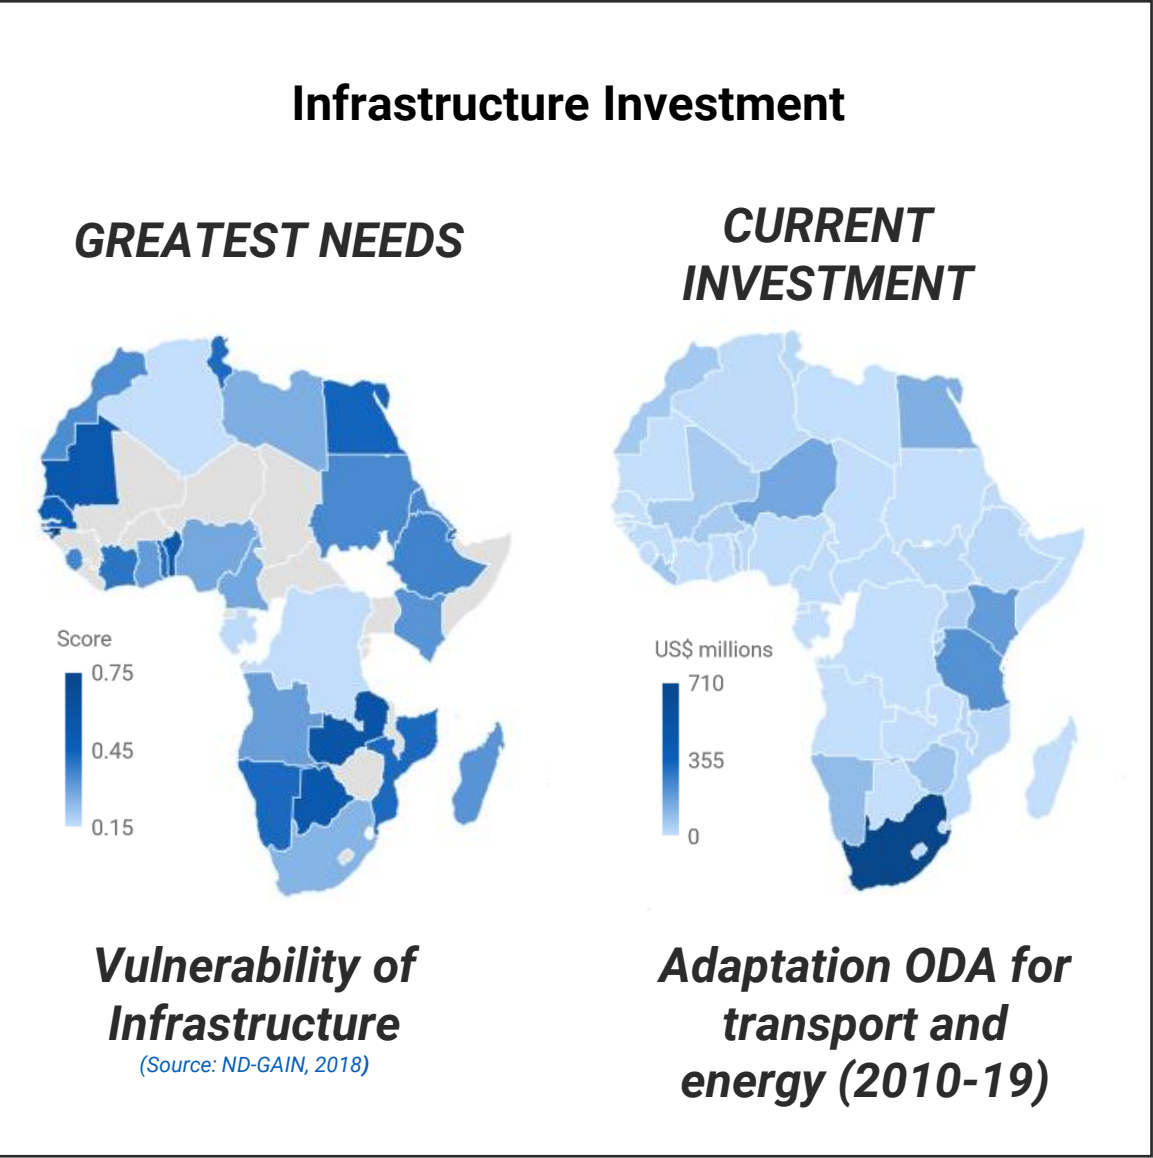 Infrastructure Investment
GREATEST NEEDS
CURRENT
INVESTMENT
Score
0.75
0.45
0.15
US$ millions
710
355
0
Vulnerability of
Infrastructure
(Source: ND-GAIN, 2018)
Adaptation ODA for
transport and
energy (2010-19)